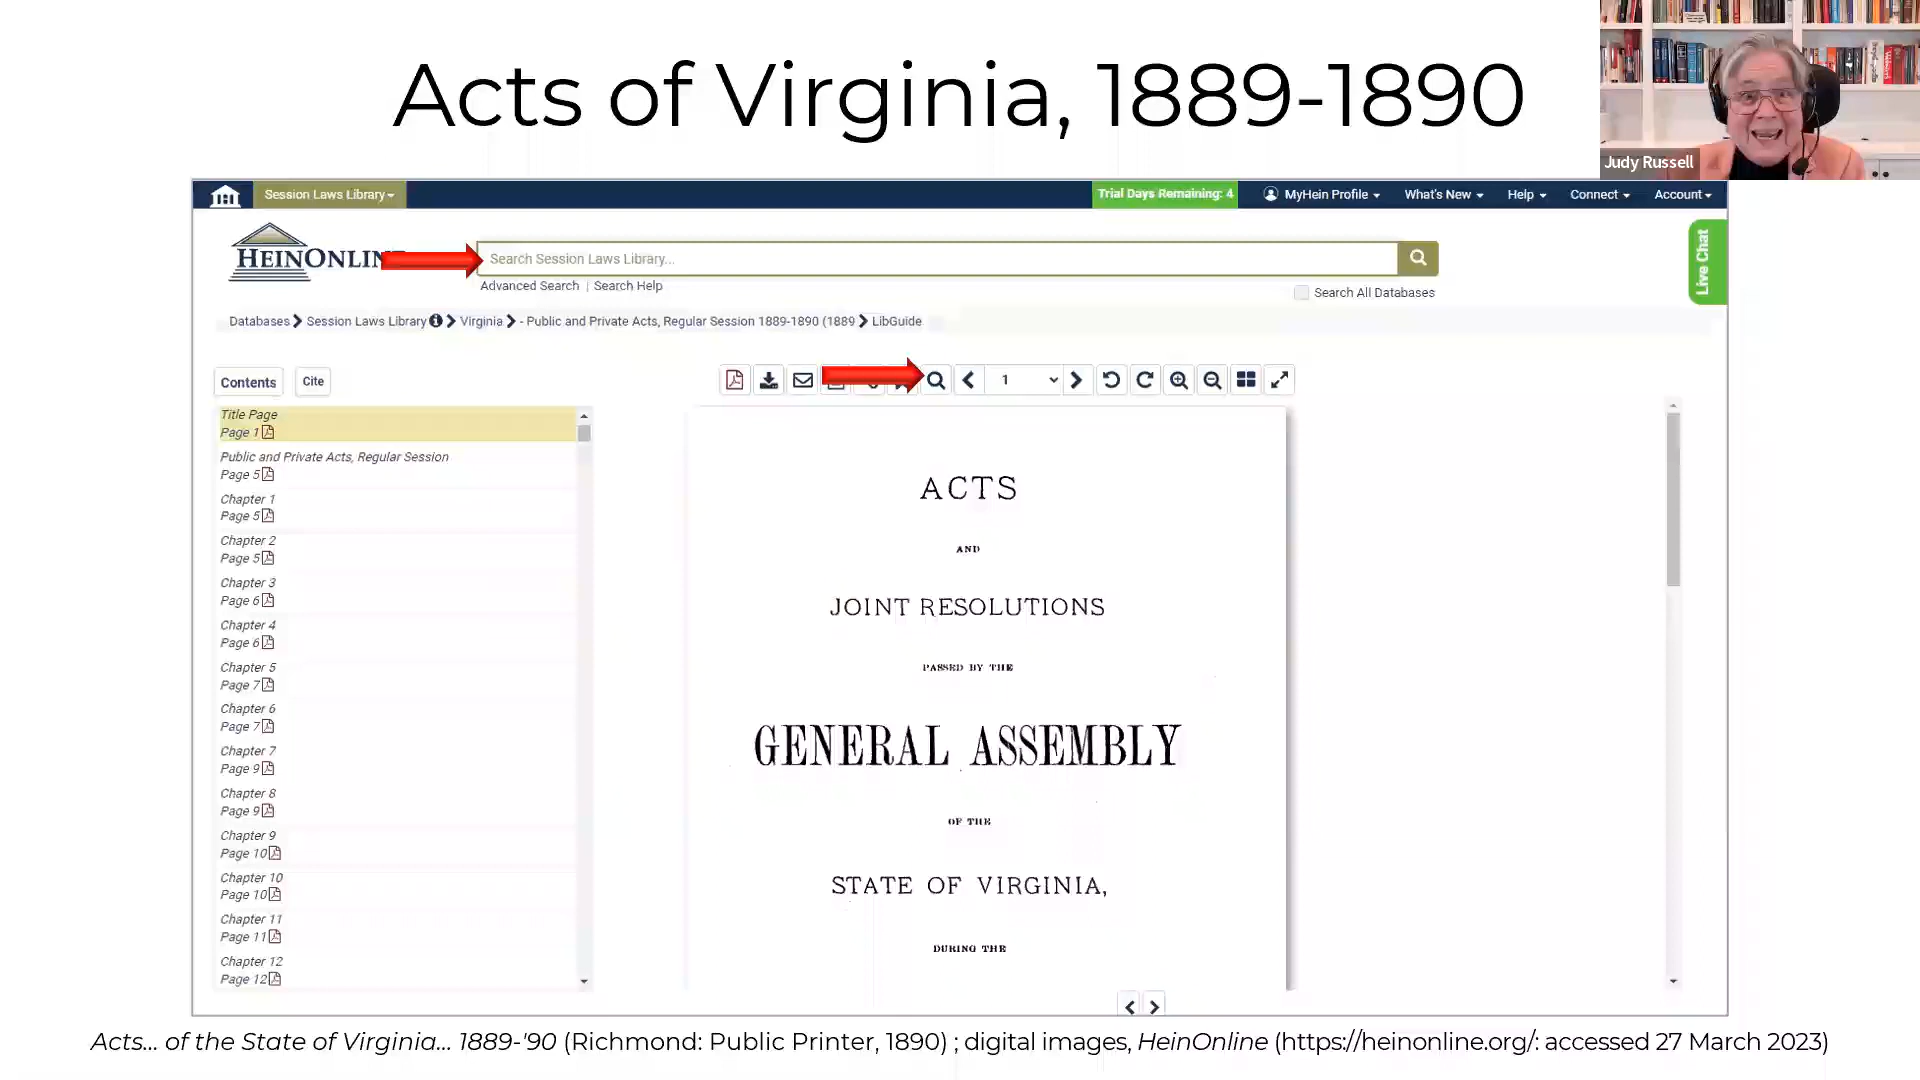 Acts of Virginia, 1889-1890
Judy Russell
Session Laws Library
Trial Days Remaining: 4
MyHein Profile
What's New
Help
Connect
Account
HEINONLIN
Search Session Laws Library...
Live Chat
Advanced Search | Search Help
Search All Databases
Databases > Session Laws Library > Virginia > - Public and Private Acts, Regular Session 1889-1890 (1889 > LibGuide
Contents
Cite
1
Title Page
Page 1
Public and Private Acts, Regular Session
Page 5
Chapter 1
Page 5
Chapter 2
Page 5
Chapter 3
Page 6
Chapter 4
Page 6
Chapter 5
Page 7
Chapter 6
Page 7
Chapter 7
Page 9
Chapter 8
Page 9
Chapter 9
Page 10
Chapter 10
Page 10
Chapter 11
Page 11
Chapter 12
Page 12
ACTS
AND
JOINT RESOLUTIONS
PASSED BY THE
GENERAL ASSEMBLY
OF THE
STATE OF VIRGINIA,
DURING THE
Acts... of the State of Virginia... 1889-'90 (Richmond: Public Printer, 1890) ; digital images, HeinOnline (https://heinonline.org/: accessed 27 March 2023)